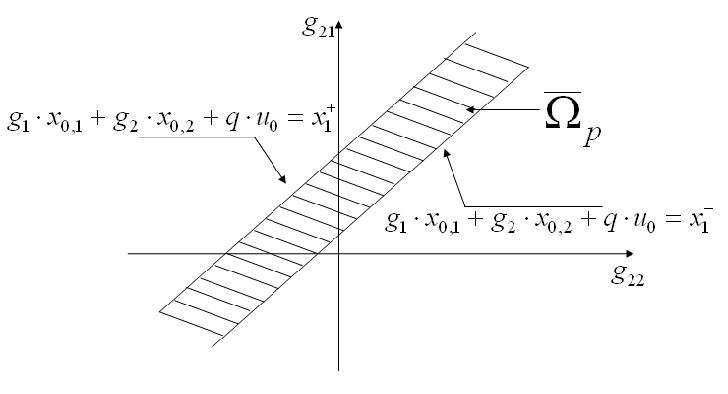 g₂₁
g₁·x₀,₁ + g₂·x₀,₂ + q·u₀ = x₁⁺
Ω̅ₚ
g₁·x₀,₁ + g₂·x₀,₂ + q·u₀ = x₁⁻
g₂₂